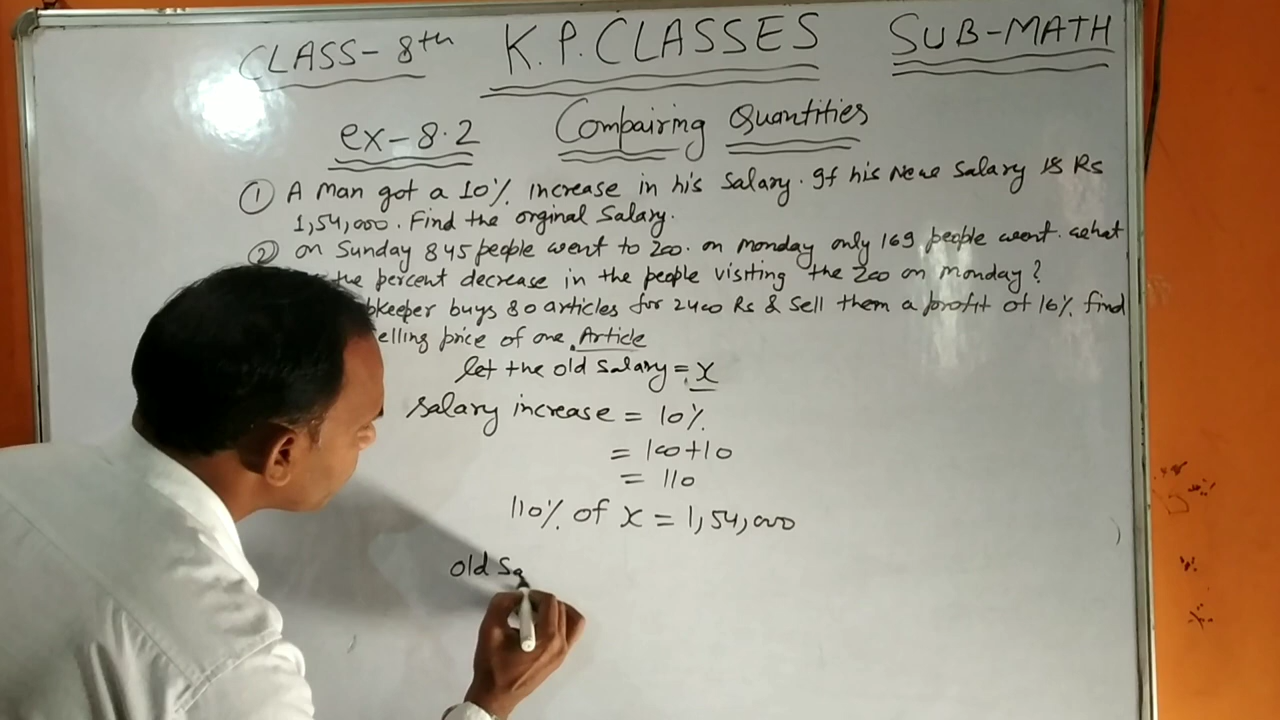 CLASS-8th K.P.CLASSES SUB-MATH
ex-8.2 Compairing Quantities
① A man got a 10% increase in his salary. If his new salary is Rs
1,54,000. Find the orginal Salary.
② on Sunday 845 people went to zoo. on monday only 169 people went. what
the percent decrease in the people visiting the zoo on monday?
pkeeper buys 80 articles for 2400 Rs & sell them a profit of 16%. find
elling price of one Article
let the old salary = x
salary increase = 10%
= 100+10
= 110
110% of x = 1,54,000
old Sa